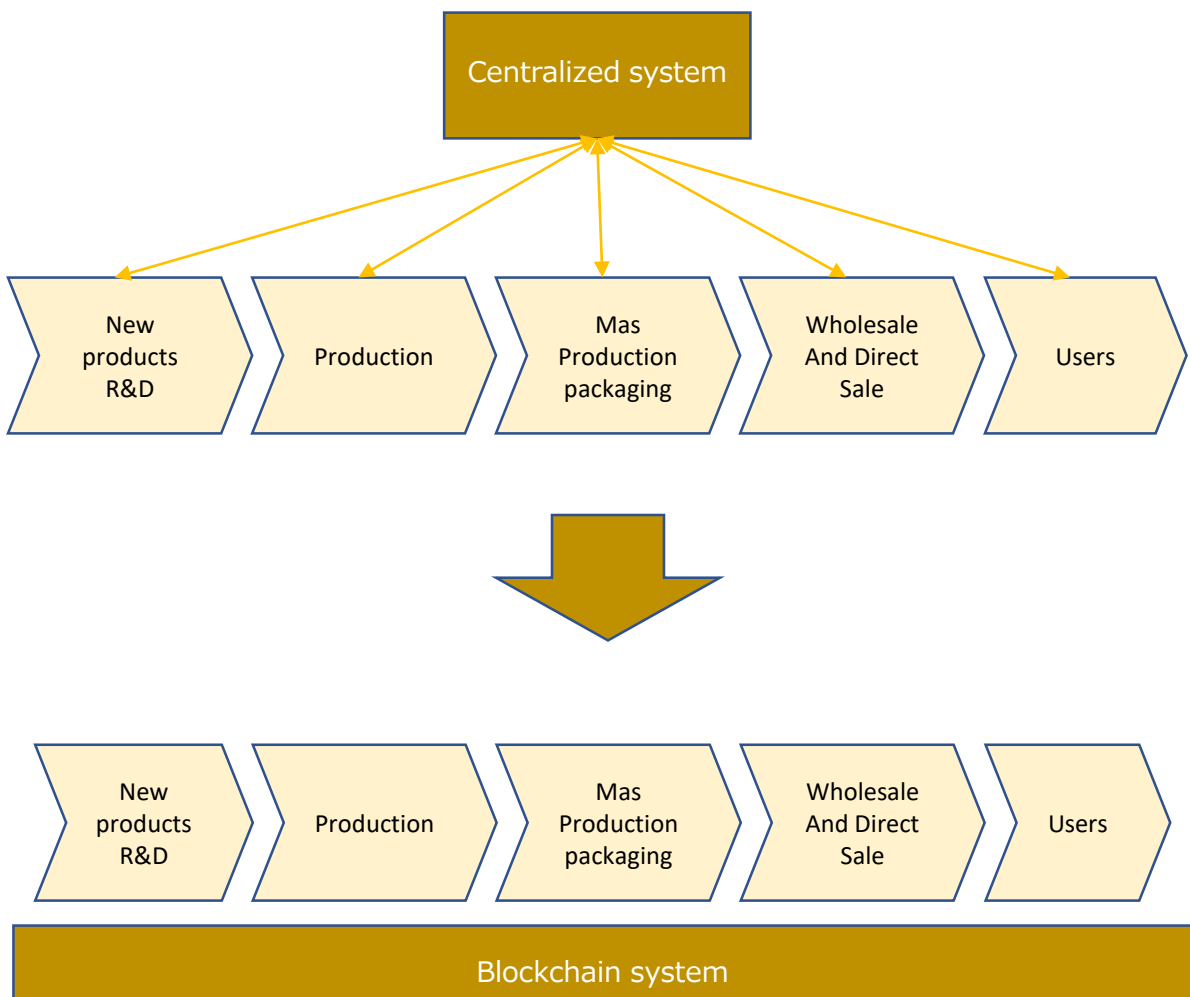 Centralized system
New
products
R&D
Production
Mas
Production
packaging
Wholesale
And Direct
Sale
Users
New
products
R&D
Production
Mas
Production
packaging
Wholesale
And Direct
Sale
Users
Blockchain system